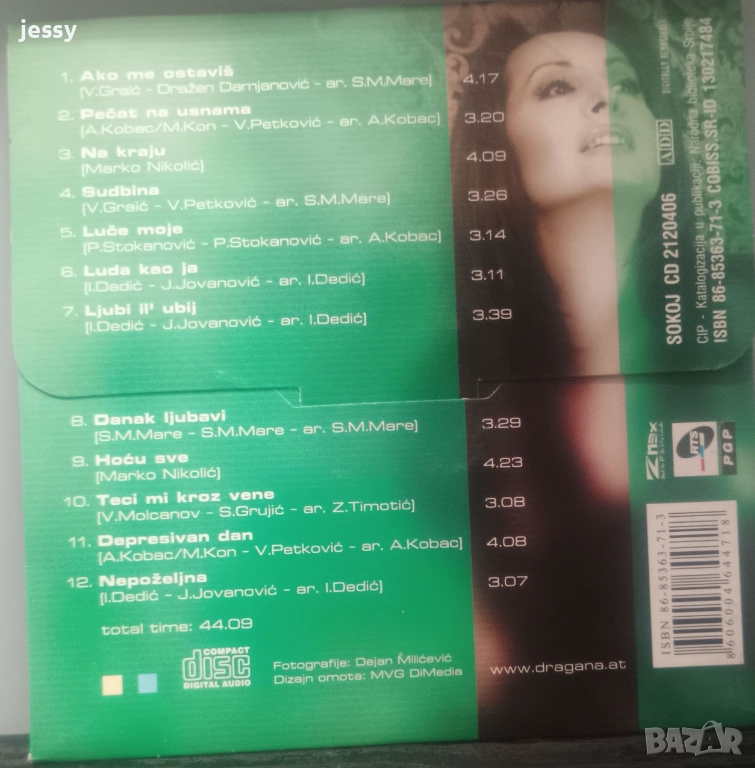 jessy
1. Ako me ostaviš 4.17
[V.Graić - Dražen Damjanović - ar. S.M.Mare]
2. Pečat na usnama 3.20
[A.Kobac/M.Kon - V.Petković - ar. A.Kobac]
3. Na kraju 4.09
[Marko Nikolić]
4. Sudbina 3.26
[V.Graić - V.Petković - ar. S.M.Mare]
5. Luče moje 3.14
[P.Stokanović - P.Stokanović - ar. A.Kobac]
6. Luda kao ja 3.11
[I.Dedić - J.Jovanović - ar. I.Dedić]
7. Ljubi il' ubij 3.39
[I.Dedić - J.Jovanović - ar. I.Dedić]
8. Danak ljubavi 3.29
[S.M.Mare - S.M.Mare - ar. S.M.Mare]
9. Hoću sve 4.23
[Marko Nikolić]
10. Teci mi kroz vene 3.08
[V.Molcanov - S.Grujić - ar. Z.Timotić]
11. Depresivan dan 4.08
[A.Kobac/M.Kon - V.Petković - ar. A.Kobac]
12. Nepoželjna 3.07
[I.Dedić - J.Jovanović - ar. I.Dedić]
total time: 44.09
COMPACT
disc
DIGITAL AUDIO
Fotografije: Dejan Milićević
Dizajn omota: MVG DiMedia
www.dragana.at
SOKOJ CD 2120406 ADD
CIP - Katalogizacija u publikaciji- Narodna biblioteka Srbije
ISBN 86-85363-71-3 COBISS.SR-ID 130217484
RTS
PGP
ISBN 86-85363-71-3
8606004644718
BAZAR